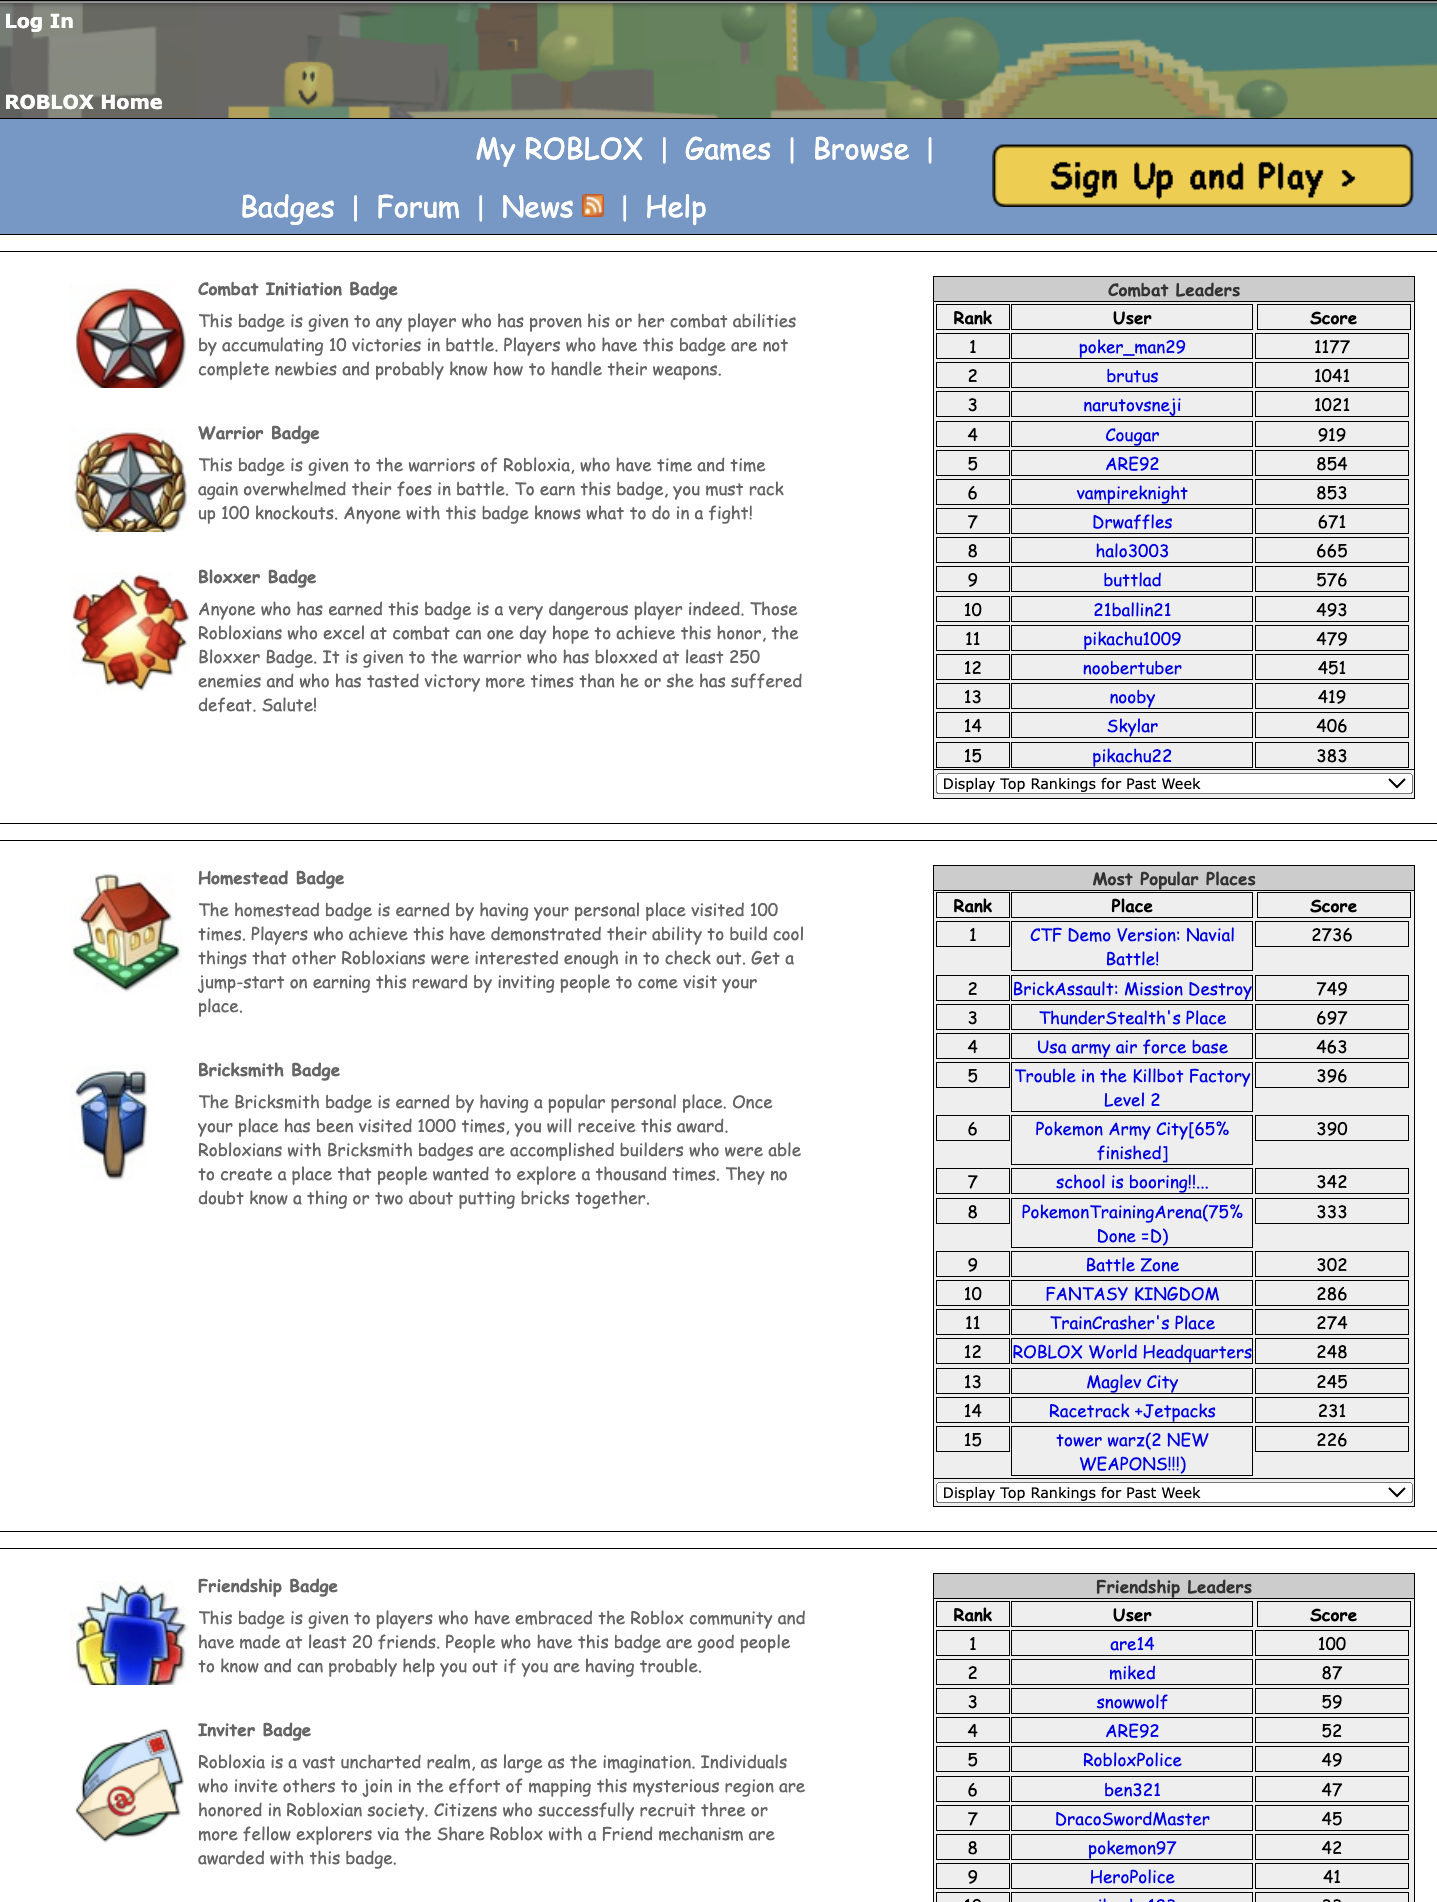 Log In
ROBLOX Home
My ROBLOX | Games | Browse |
Badges | Forum | News | Help
Sign Up and Play >
Combat Initiation Badge
This badge is given to any player who has proven his or her combat abilities
by accumulating 10 victories in battle. Players who have this badge are not
complete newbies and probably know how to handle their weapons.
Warrior Badge
This badge is given to the warriors of Robloxia, who have time and time
again overwhelmed their foes in battle. To earn this badge, you must rack
up 100 knockouts. Anyone with this badge knows what to do in a fight!
Bloxxer Badge
Anyone who has earned this badge is a very dangerous player indeed. Those
Robloxians who excel at combat can one day hope to achieve this honor, the
Bloxxer Badge. It is given to the warrior who has bloxxed at least 250
enemies and who has tasted victory more times than he or she has suffered
defeat. Salute!
Combat Leaders
Rank User Score
1 poker_man29 1177
2 brutus 1041
3 narutovsneji 1021
4 Cougar 919
5 ARE92 854
6 vampireknight 853
7 Drwaffles 671
8 halo3003 665
9 buttlad 576
10 21ballin21 493
11 pikachu1009 479
12 noobertuber 451
13 nooby 419
14 Skylar 406
15 pikachu22 383
Display Top Rankings for Past Week
Homestead Badge
The homestead badge is earned by having your personal place visited 100
times. Players who achieve this have demonstrated their ability to build cool
things that other Robloxians were interested enough in to check out. Get a
jump-start on earning this reward by inviting people to come visit your
place.
Bricksmith Badge
The Bricksmith badge is earned by having a popular personal place. Once
your place has been visited 1000 times, you will receive this award.
Robloxians with Bricksmith badges are accomplished builders who were able
to create a place that people wanted to explore a thousand times. They no
doubt know a thing or two about putting bricks together.
Most Popular Places
Rank Place Score
1 CTF Demo Version: Navial 2736
Battle!
2 BrickAssault: Mission Destroy 749
3 ThunderStealth's Place 697
4 Usa army air force base 463
5 Trouble in the Killbot Factory 396
Level 2
6 Pokemon Army City[65% 390
finished]
7 school is booring!!... 342
8 PokemonTrainingArena(75% 333
Done =D)
9 Battle Zone 302
10 FANTASY KINGDOM 286
11 TrainCrasher's Place 274
12 ROBLOX World Headquarters 248
13 Maglev City 245
14 Racetrack +Jetpacks 231
15 tower warz(2 NEW 226
WEAPONS!!!)
Display Top Rankings for Past Week
Friendship Badge
This badge is given to players who have embraced the Roblox community and
have made at least 20 friends. People who have this badge are good people
to know and can probably help you out if you are having trouble.
Inviter Badge
Robloxia is a vast uncharted realm, as large as the imagination. Individuals
who invite others to join in the effort of mapping this mysterious region are
honored in Robloxian society. Citizens who successfully recruit three or
more fellow explorers via the Share Roblox with a Friend mechanism are
awarded with this badge.
Friendship Leaders
Rank User Score
1 are14 100
2 miked 87
3 snowwolf 59
4 ARE92 52
5 RobloxPolice 49
6 ben321 47
7 DracoSwordMaster 45
8 pokemon97 42
9 HeroPolice 41